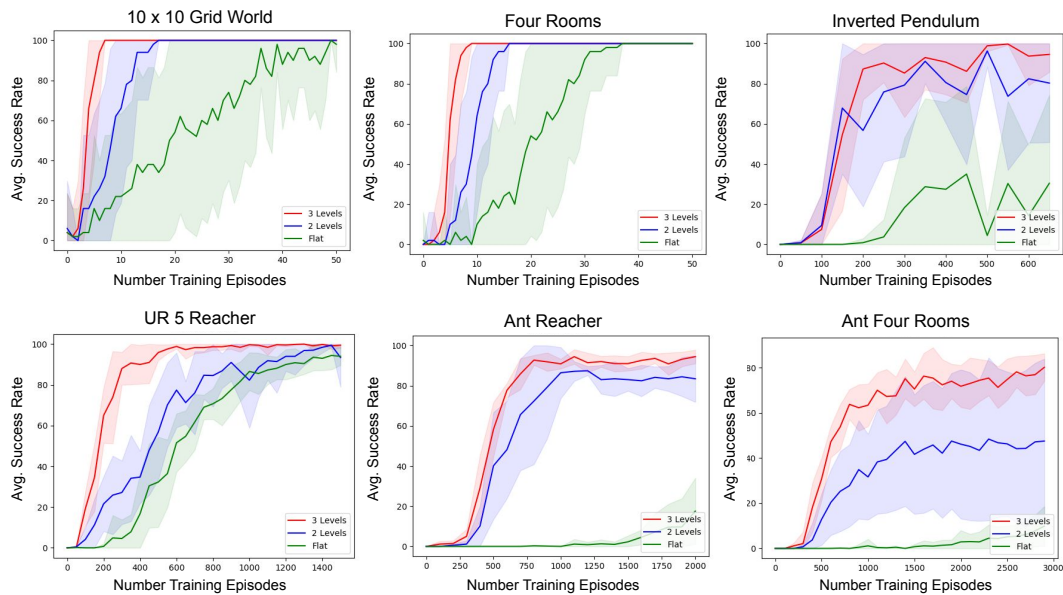 10 x 10 Grid World
Avg. Success Rate
100
80
60
40
20
0
0 10 20 30 40 50
3 Levels
2 Levels
Flat
Number Training Episodes
Four Rooms
Avg. Success Rate
100
80
60
40
20
0
0 10 20 30 40 50
3 Levels
2 Levels
Flat
Number Training Episodes
Inverted Pendulum
Avg. Success Rate
100
80
60
40
20
0
0 100 200 300 400 500 600
3 Levels
2 Levels
Flat
Number Training Episodes
UR 5 Reacher
Avg. Success Rate
100
80
60
40
20
0
0 200 400 600 800 1000 1200 1400
3 Levels
2 Levels
Flat
Number Training Episodes
Ant Reacher
Avg. Success Rate
100
80
60
40
20
0
0 250 500 750 1000 1250 1500 1750 2000
3 Levels
2 Levels
Flat
Number Training Episodes
Ant Four Rooms
Avg. Success Rate
80
60
40
20
0
0 500 1000 1500 2000 2500 3000
3 Levels
2 Levels
Flat
Number Training Episodes